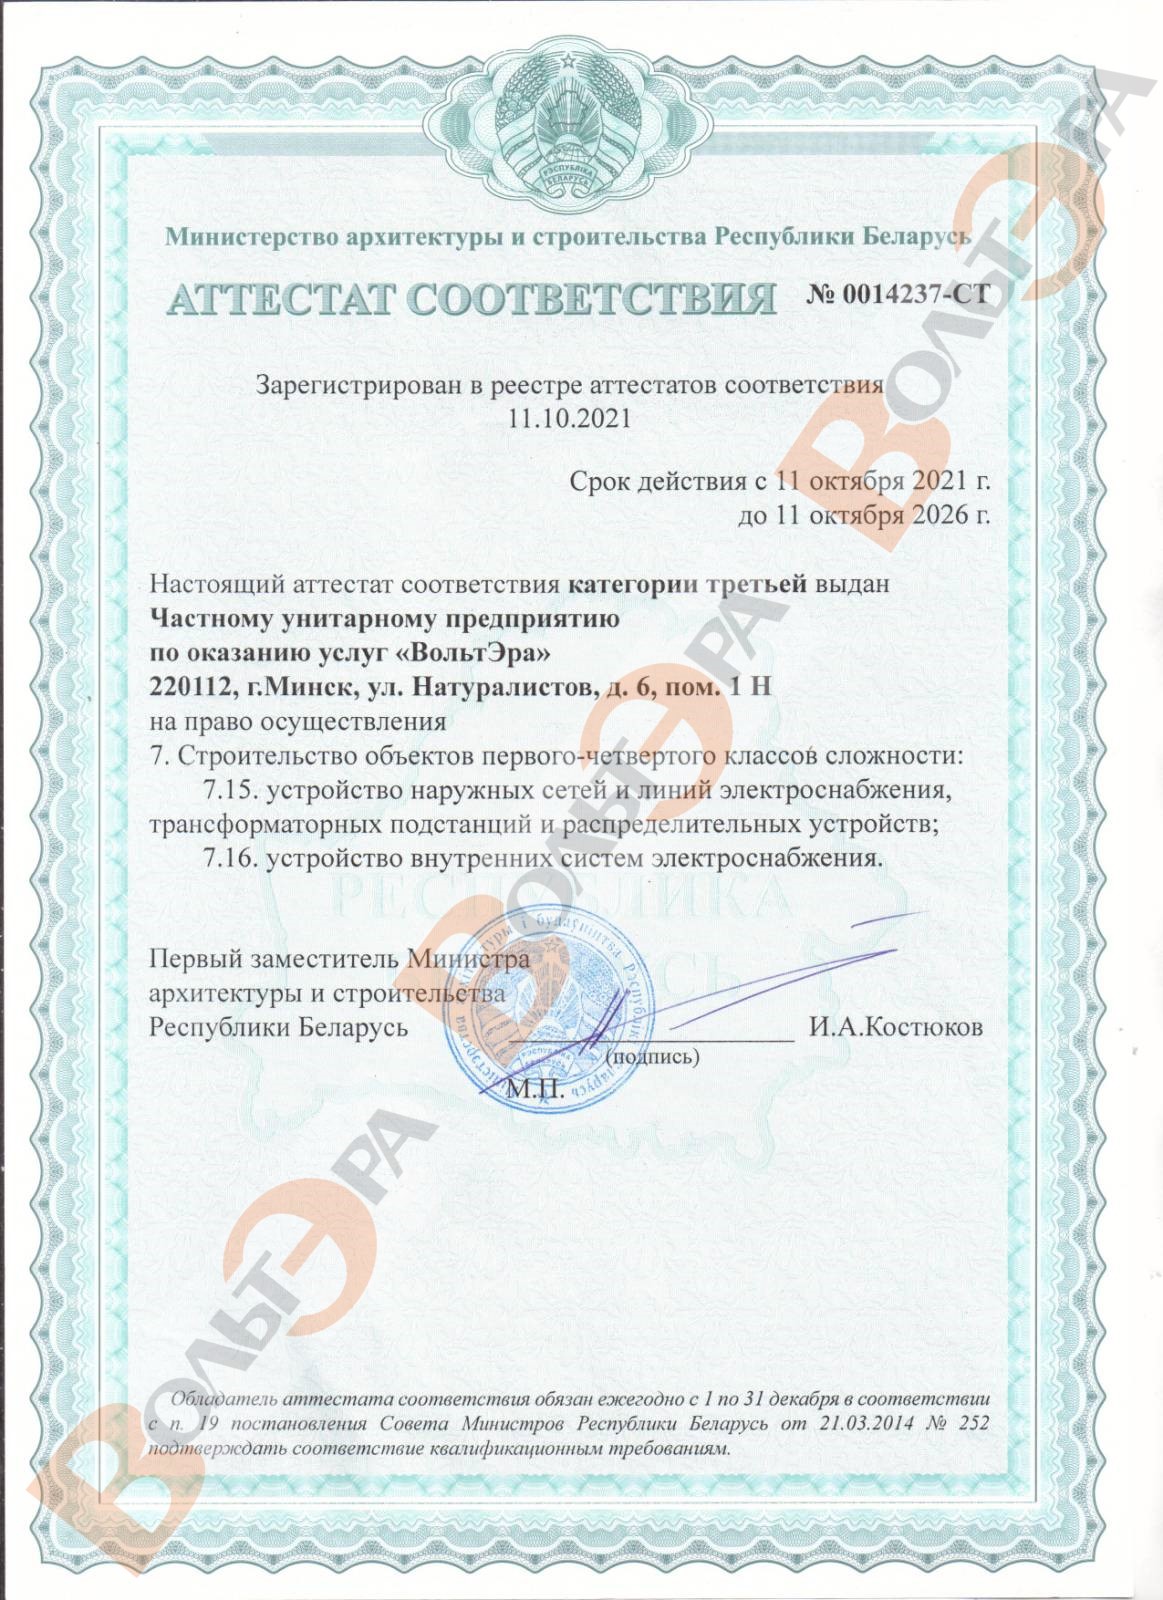 РЭСПУБЛІКА
БЕЛАРУСЬ
Министерство архитектуры и строительства Республики Беларусь
АТТЕСТАТ СООТВЕТСТВИЯ № 0014237-СТ
Зарегистрирован в реестре аттестатов соответствия
11.10.2021
Срок действия с 11 октября 2021 г.
до 11 октября 2026 г.
Настоящий аттестат соответствия категории третьей выдан
Частному унитарному предприятию
по оказанию услуг «ВольтЭра»
220112, г.Минск, ул. Натуралистов, д. 6, пом. 1 Н
на право осуществления
7. Строительство объектов первого-четвертого классов сложности:
7.15. устройство наружных сетей и линий электроснабжения,
трансформаторных подстанций и распределительных устройств;
7.16. устройство внутренних систем электроснабжения.
РЕСПУБЛИКА
Первый заместитель Министра
архитектуры и строительства
Республики Беларусь И.А.Костюков
(подпись)
М.П.
Обладатель аттестата соответствия обязан ежегодно с 1 по 31 декабря в соответствии
с п. 19 постановления Совета Министров Республики Беларусь от 21.03.2014 № 252
подтверждать соответствие квалификационным требованиям.
ВОЛЬТЭРА
ВОЛЬТЭРА
ВОЛЬТЭРА